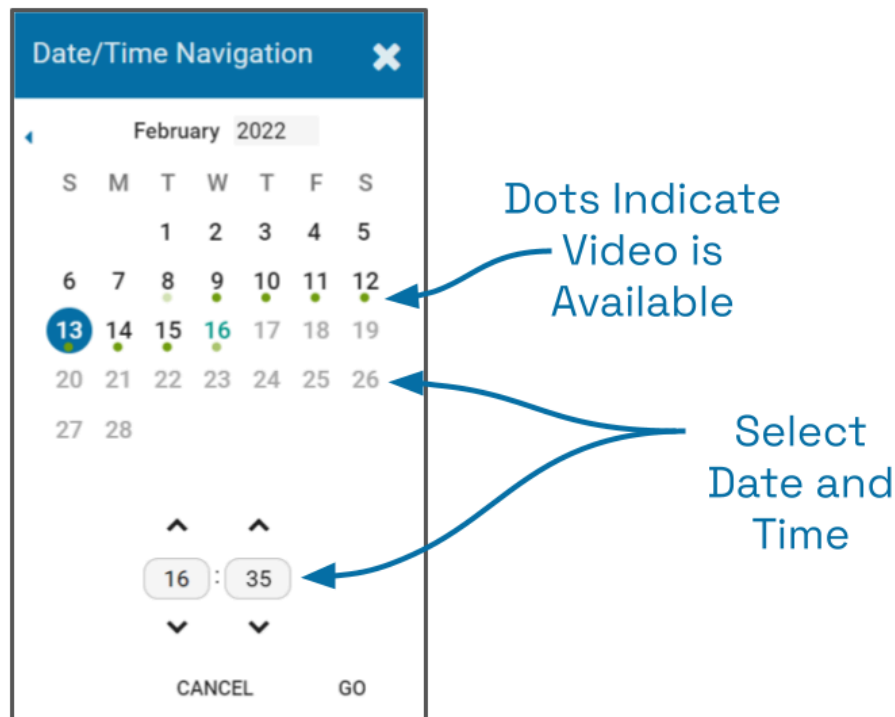 Date/Time Navigation ✖
February 2022
S M T W T F S
1 2 3 4 5
6 7 8 9 10 11 12
13 14 15 16 17 18 19
20 21 22 23 24 25 26
27 28
16 : 35
CANCEL GO
Dots Indicate
Video is
Available
Select
Date and
Time